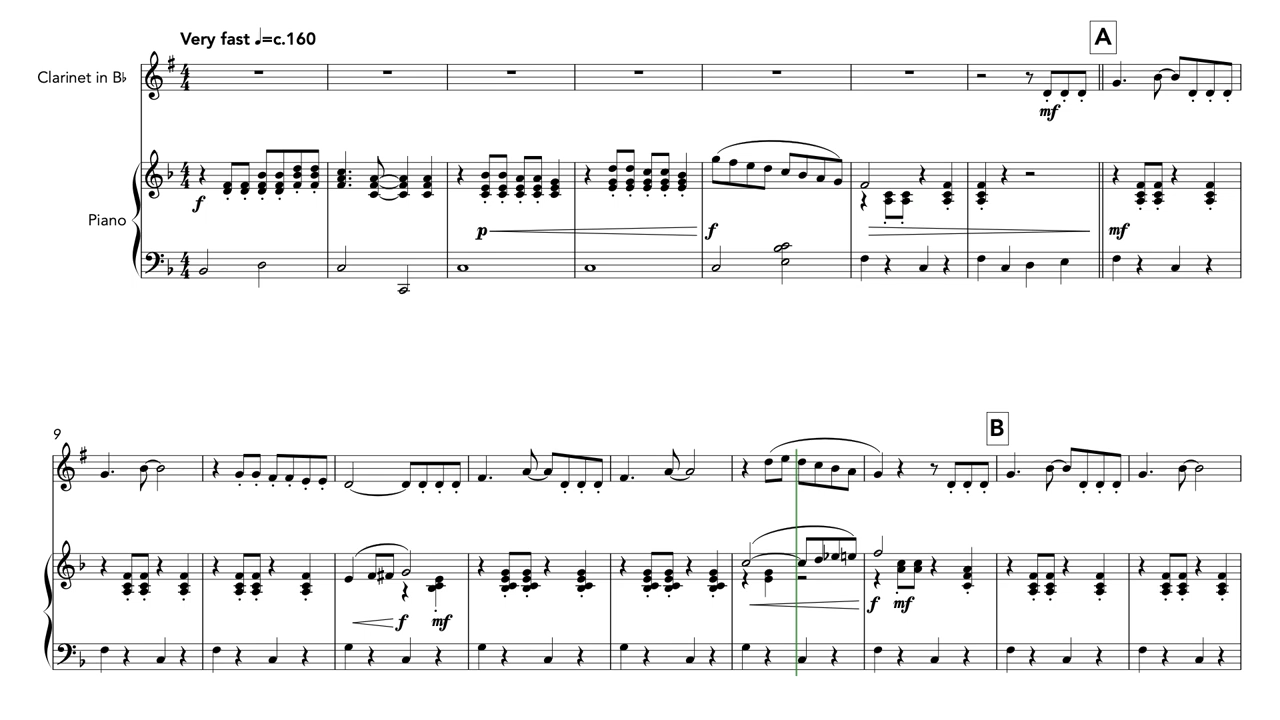 Very fast ♩=c.160
A
Clarinet in B♭
mf
f
Piano
p
f
mf
9
B
f
mf
f
mf